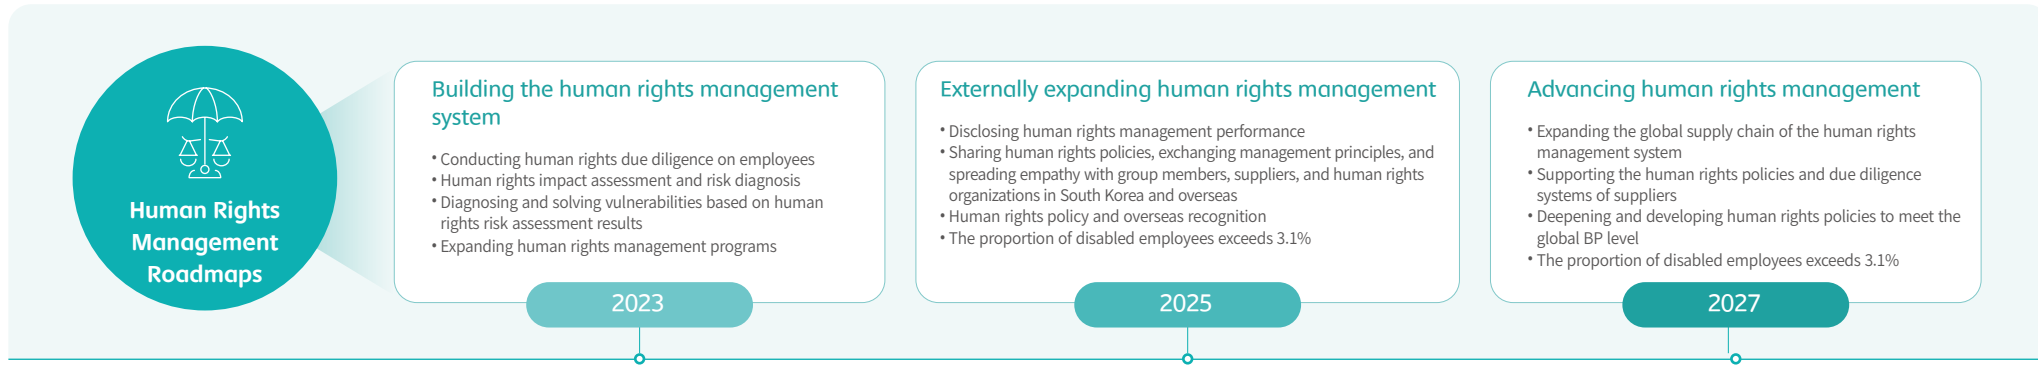 Human Rights
Management
Roadmaps
Building the human rights management
system
• Conducting human rights due diligence on employees
• Human rights impact assessment and risk diagnosis
• Diagnosing and solving vulnerabilities based on human
rights risk assessment results
• Expanding human rights management programs
2023
Externally expanding human rights management
• Disclosing human rights management performance
• Sharing human rights policies, exchanging management principles, and
spreading empathy with group members, suppliers, and human rights
organizations in South Korea and overseas
• Human rights policy and overseas recognition
• The proportion of disabled employees exceeds 3.1%
2025
Advancing human rights management
• Expanding the global supply chain of the human rights
management system
• Supporting the human rights policies and due diligence
systems of suppliers
• Deepening and developing human rights policies to meet the
global BP level
• The proportion of disabled employees exceeds 3.1%
2027